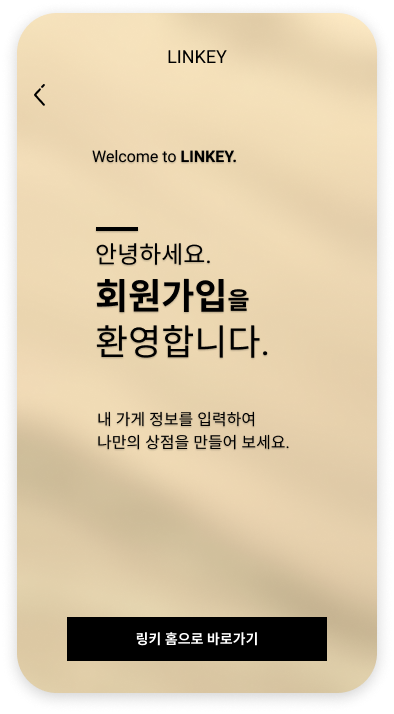 LINKEY
Welcome to LINKEY.
안녕하세요.
회원가입을
환영합니다.
내 가게 정보를 입력하여
나만의 상점을 만들어 보세요.
링키 홈으로 바로가기